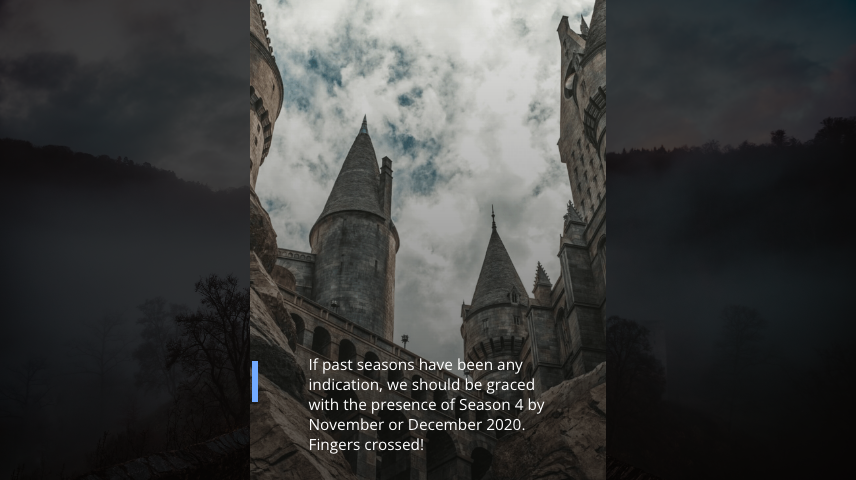 If past seasons have been any
indication, we should be graced
with the presence of Season 4 by
November or December 2020.
Fingers crossed!